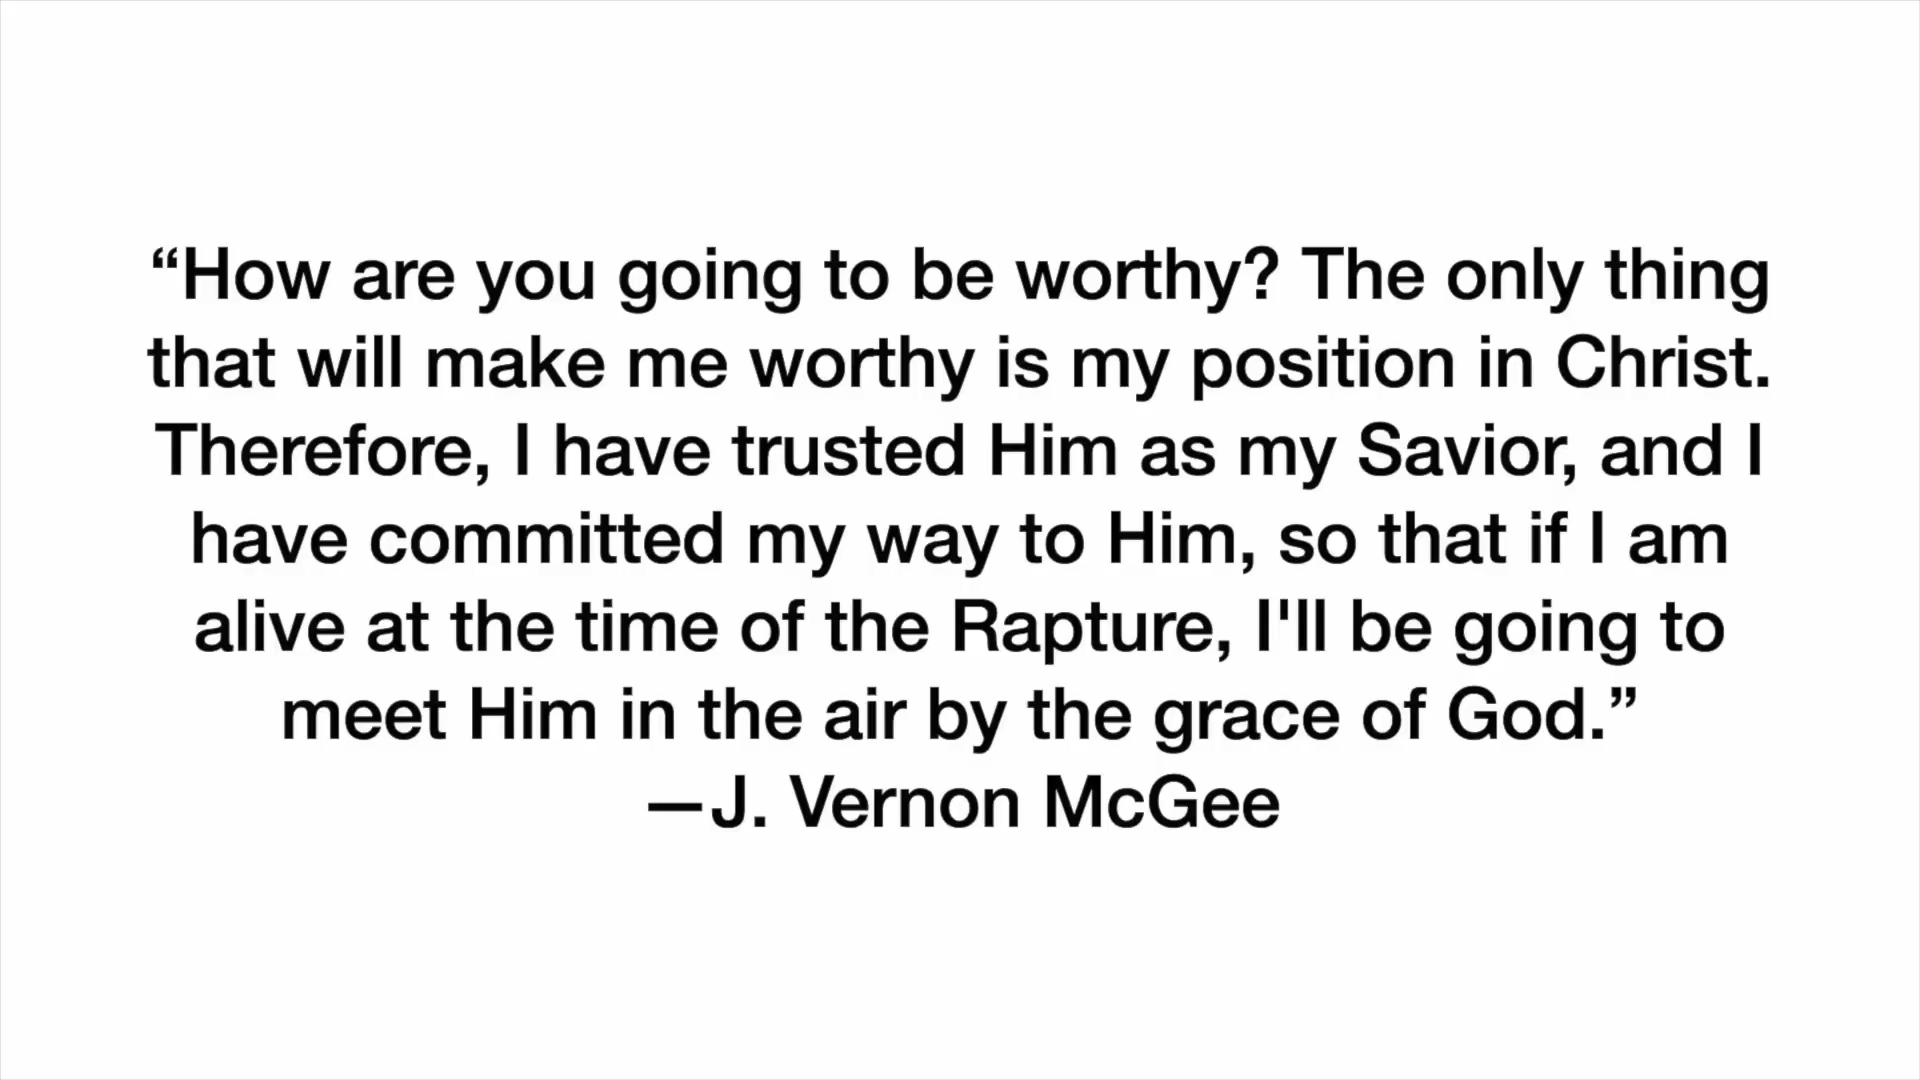 “How are you going to be worthy? The only thing
that will make me worthy is my position in Christ.
Therefore, I have trusted Him as my Savior, and I
have committed my way to Him, so that if I am
alive at the time of the Rapture, I'll be going to
meet Him in the air by the grace of God.”
—J. Vernon McGee